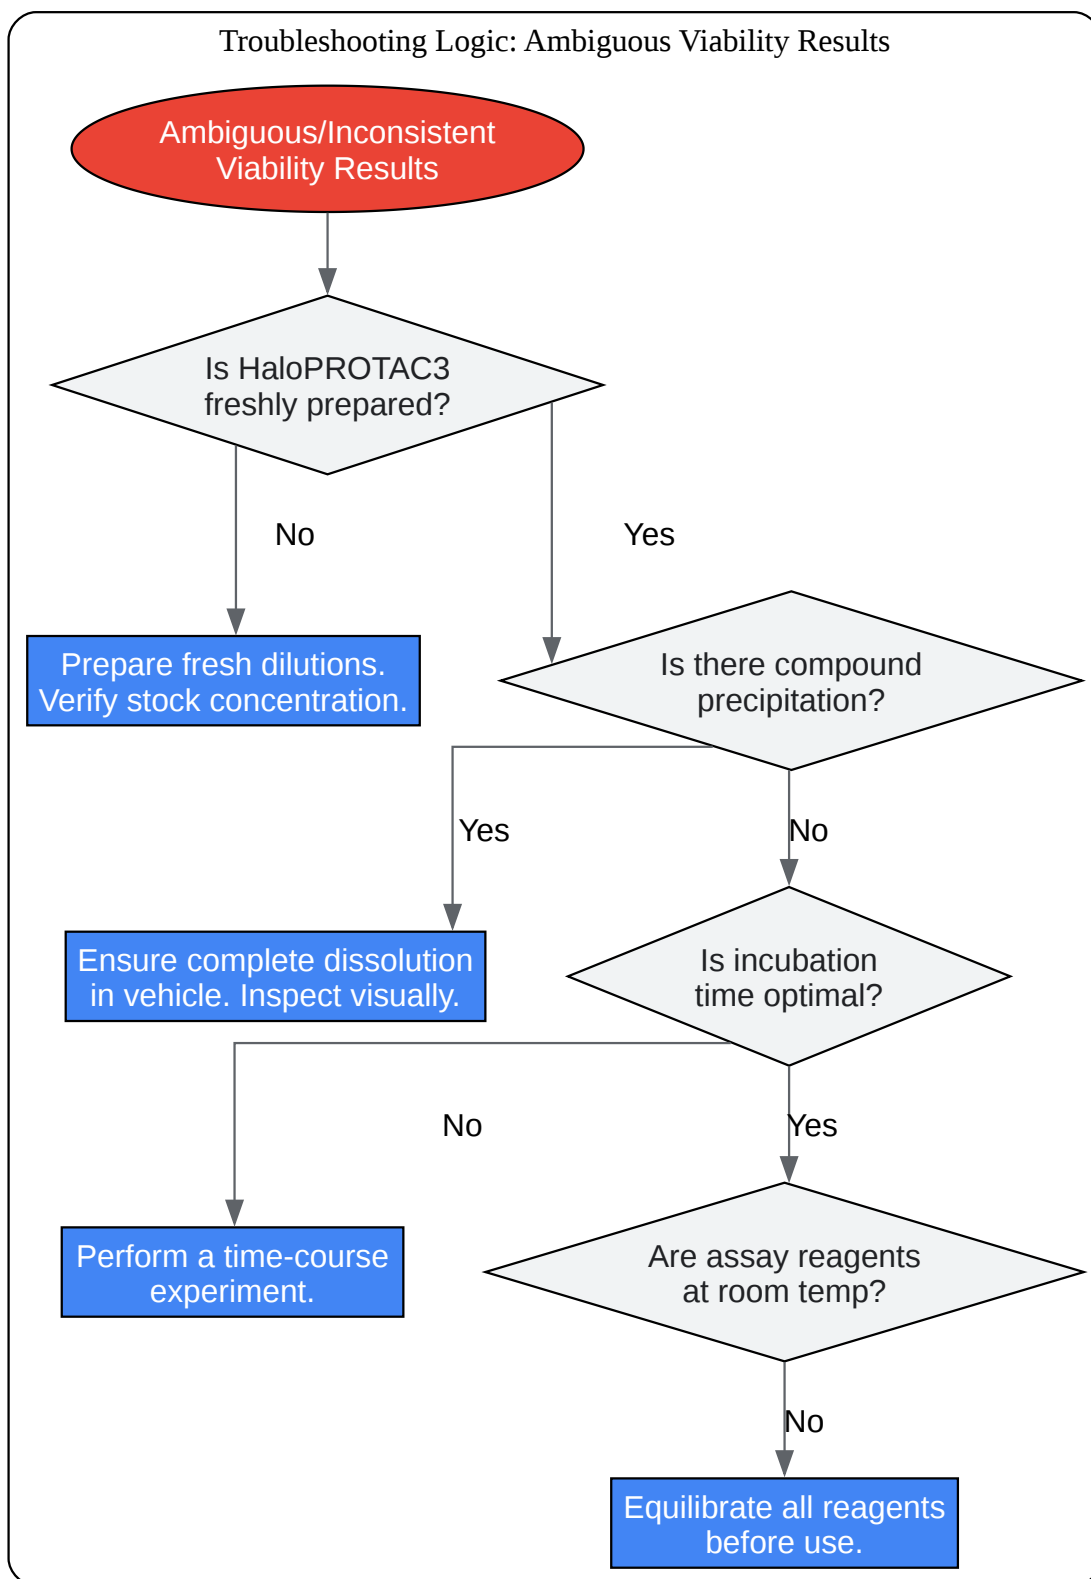 Troubleshooting Logic: Ambiguous Viability Results
Ambiguous/Inconsistent
Viability Results
Is HaloPROTAC3
freshly prepared?
No
Yes
Prepare fresh dilutions.
Verify stock concentration.
Is there compound
precipitation?
Yes
No
Ensure complete dissolution
in vehicle. Inspect visually.
Is incubation
time optimal?
No
Yes
Perform a time-course
experiment.
Are assay reagents
at room temp?
No
Equilibrate all reagents
before use.